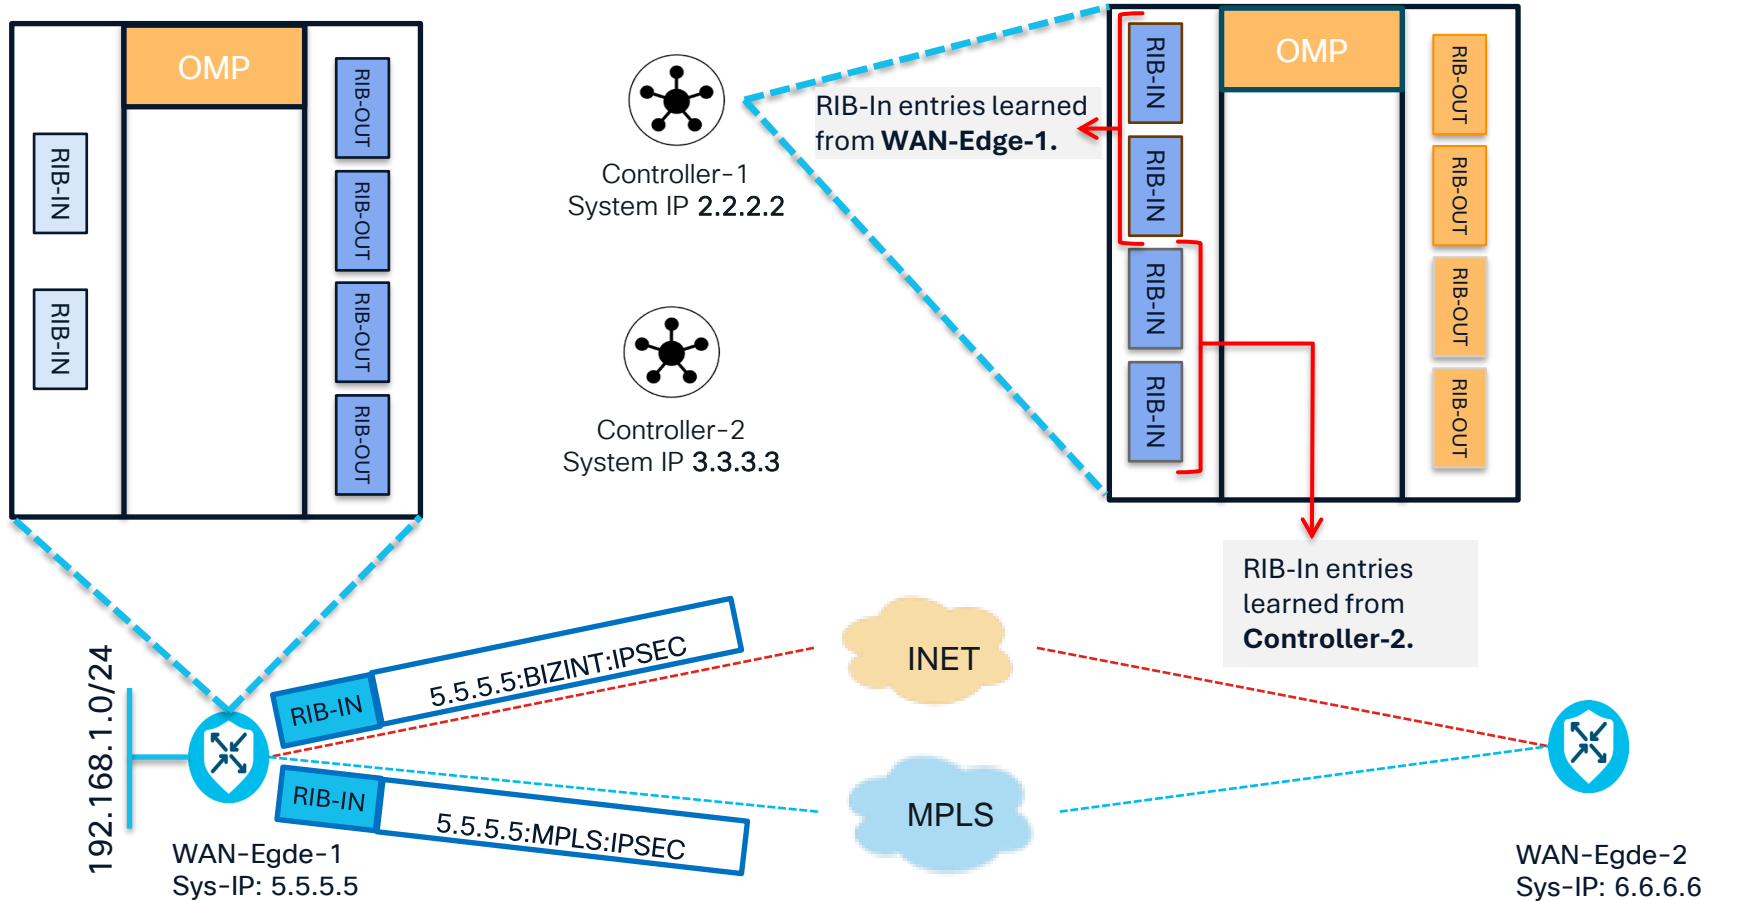 OMP
RIB-IN
RIB-IN
RIB-OUT
RIB-OUT
RIB-OUT
RIB-OUT
Controller-1
System IP 2.2.2.2
Controller-2
System IP 3.3.3.3
RIB-In entries learned
from WAN-Edge-1.
OMP
RIB-IN
RIB-IN
RIB-IN
RIB-IN
RIB-OUT
RIB-OUT
RIB-OUT
RIB-OUT
RIB-In entries
learned from
Controller-2.
192.168.1.0/24
RIB-IN
5.5.5.5:BIZINT:IPSEC
RIB-IN
5.5.5.5:MPLS:IPSEC
INET
MPLS
WAN-Egde-1
Sys-IP: 5.5.5.5
WAN-Egde-2
Sys-IP: 6.6.6.6